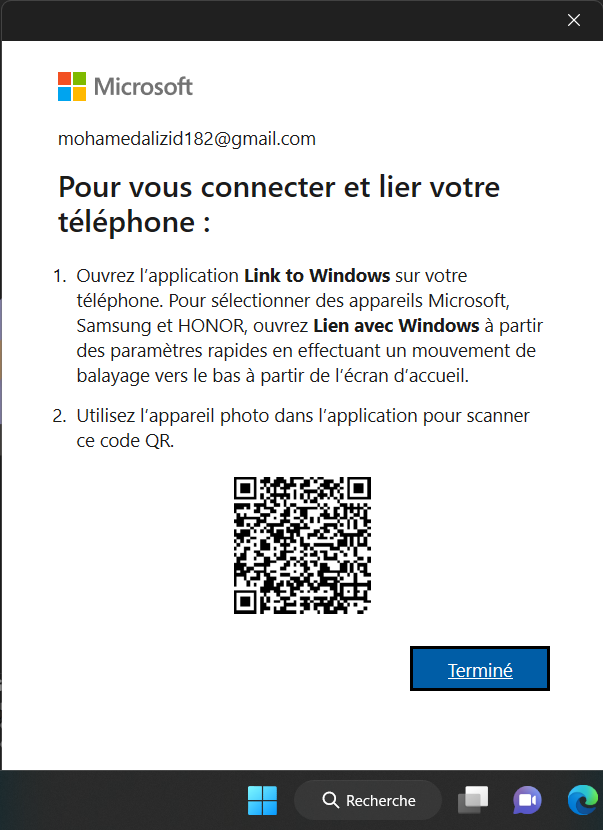 Microsoft
mohamedalizid182@gmail.com
Pour vous connecter et lier votre
téléphone :
1. Ouvrez l’application Link to Windows sur votre
téléphone. Pour sélectionner des appareils Microsoft,
Samsung et HONOR, ouvrez Lien avec Windows à partir
des paramètres rapides en effectuant un mouvement de
balayage vers le bas à partir de l’écran d’accueil.
2. Utilisez l’appareil photo dans l’application pour scanner
ce code QR.
Terminé
Recherche